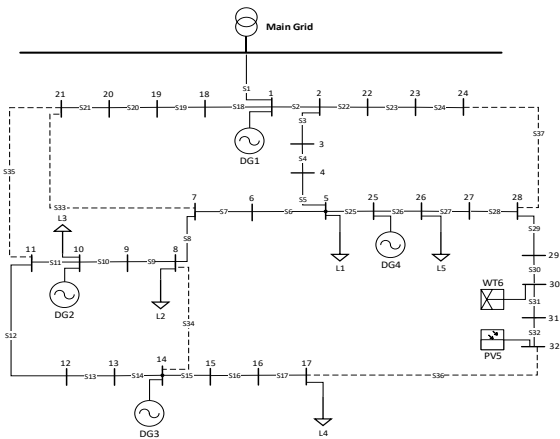 Main Grid
S1
21 20 19 18 1 2 22 23 24
S21 S20 S19 S18 S2 S22 S23 S24
S3
DG1
3
S37
S35
S4
4
S33
S5
L3
7 6 5 25 26 27 28
S7 S6 S25 S26 S27 S28
S8
S29
11 10 9 8
L1
DG4
L5
29
S11 S10 S9
S30
WT6
30
DG2
L2
S31
S12
S34
31
PV5
S32
12 13 14 15 16 17
32
S13 S14 S15 S16 S17
S36
DG3
L4